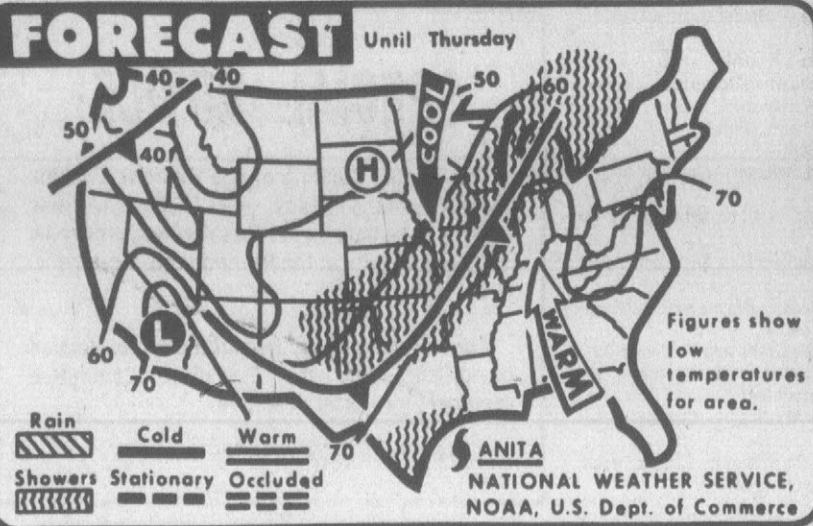 FORECAST
Until Thursday
40
40
50
60
COOL
50
40
H
70
60
L
70
WARM
Figures show
low
temperatures
for area.
70
Rain
Cold
Warm
Showers
Stationary
Occluded
ANITA
NATIONAL WEATHER SERVICE,
NOAA, U.S. Dept. of Commerce